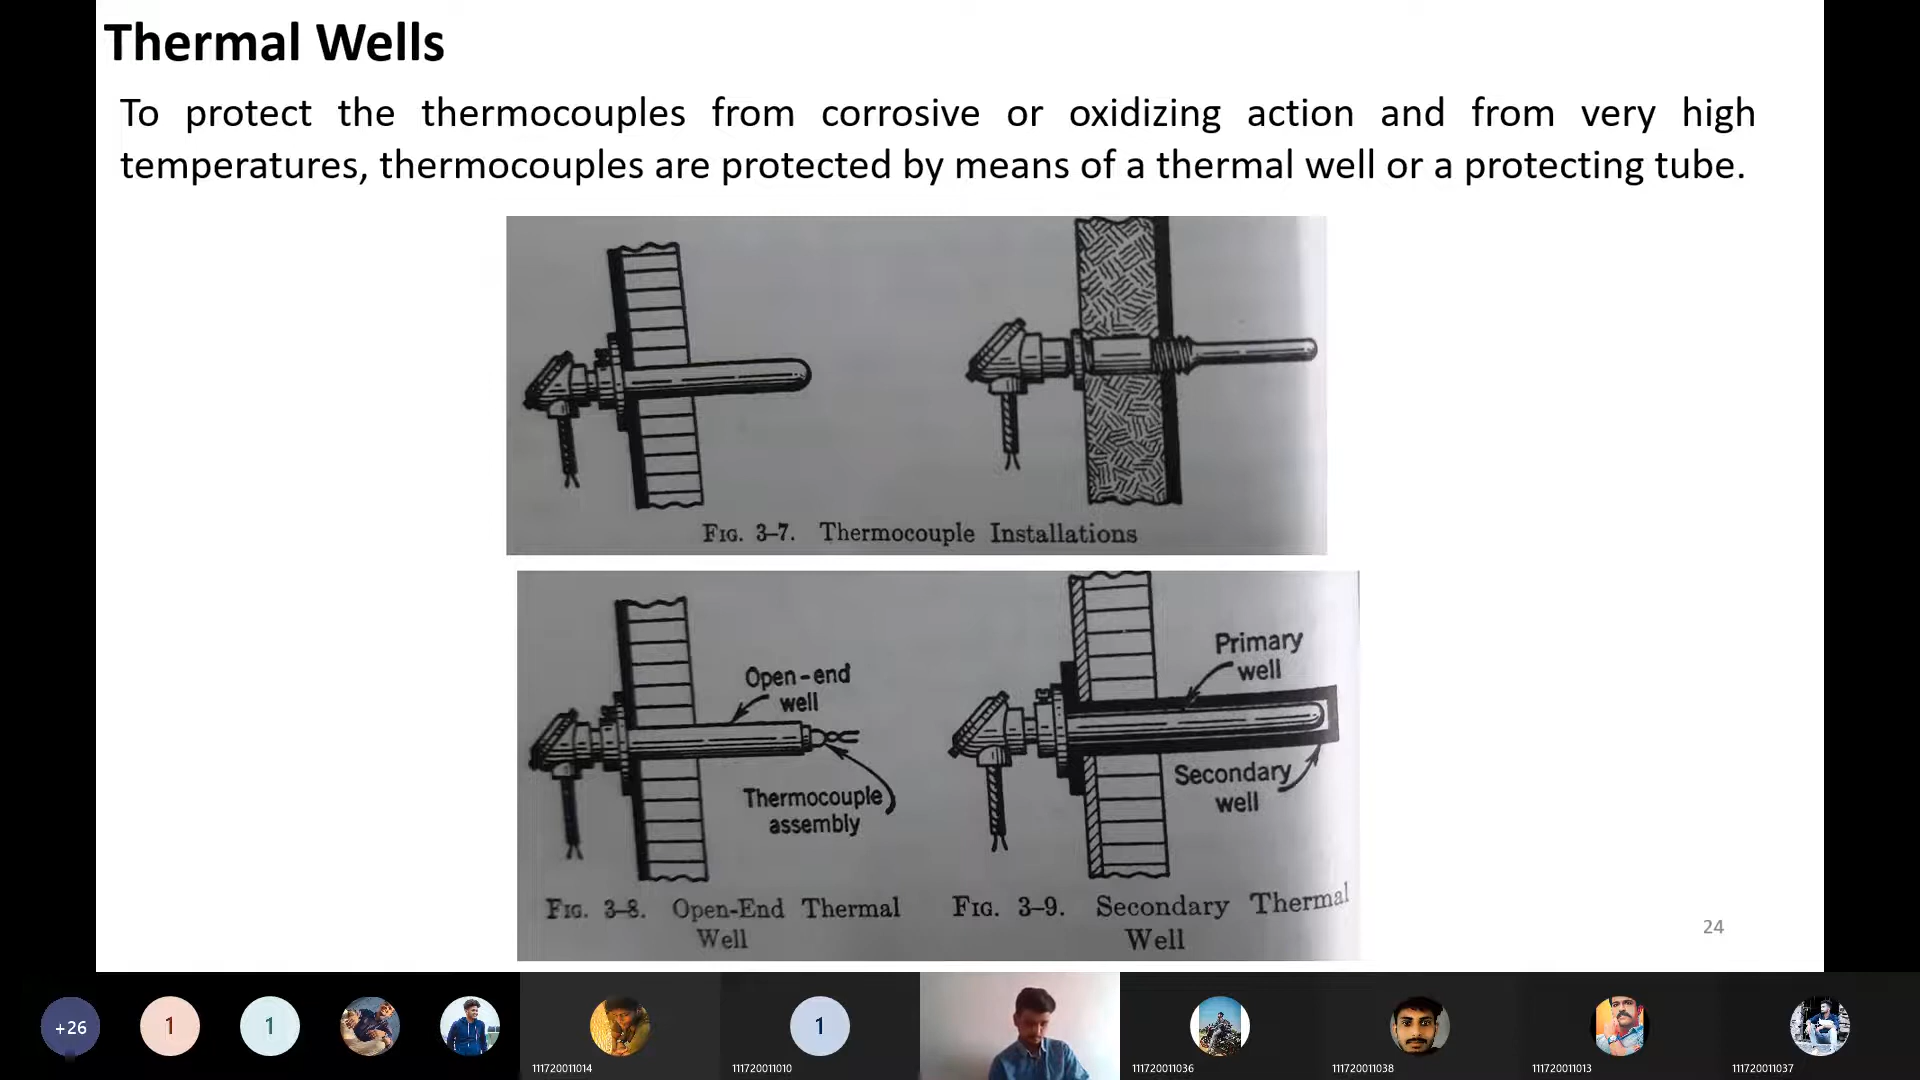 Thermal Wells
To protect the thermocouples from corrosive or oxidizing action and from very high
temperatures, thermocouples are protected by means of a thermal well or a protecting tube.
FIG. 3-7. Thermocouple Installations
Open-end
well
Thermocouple
assembly
FIG. 3-8. Open-End Thermal
Well
Primary
well
Secondary
well
FIG. 3-9. Secondary Thermal
Well
24
+26
1
1
111720011014
1
111720011010
111720011036
111720011038
111720011013
111720011037